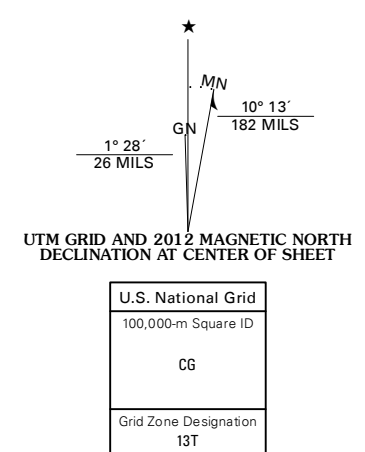 ★
MN
10° 13´
182 MILS
GN
1° 28´
26 MILS
UTM GRID AND 2012 MAGNETIC NORTH
DECLINATION AT CENTER OF SHEET
U.S. National Grid
100,000-m Square ID
CG
Grid Zone Designation
13T